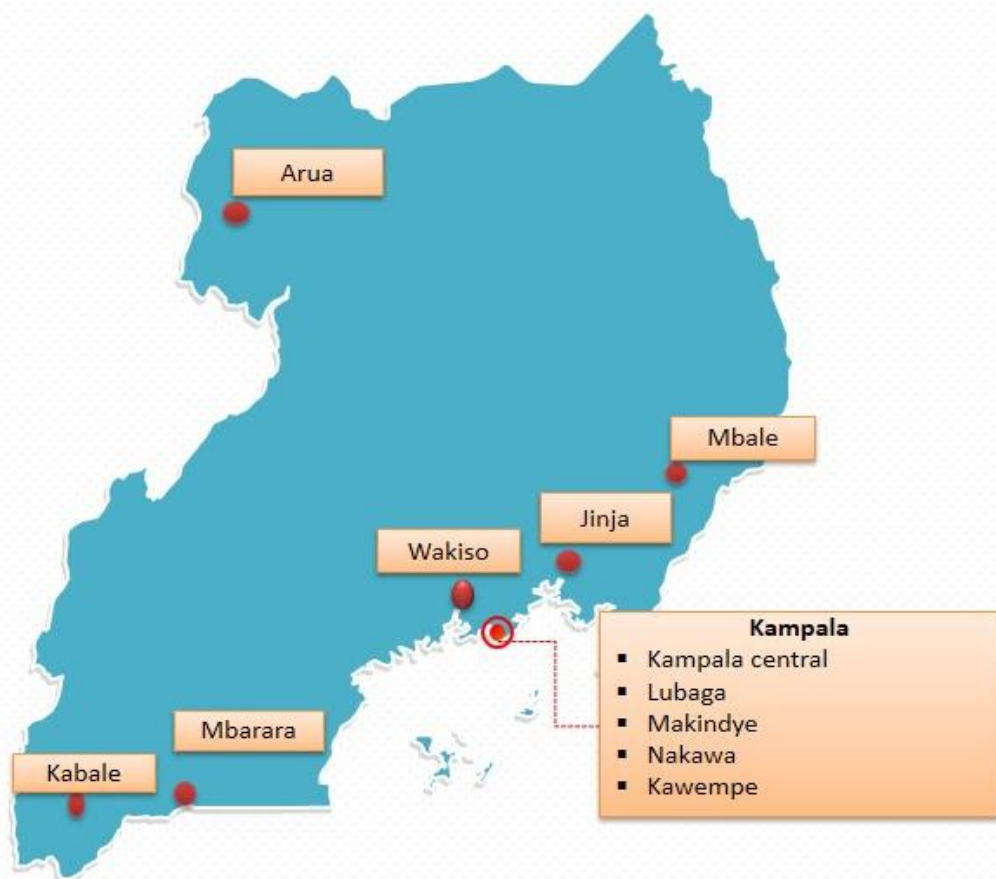 Arua
Mbale
Jinja
Wakiso
Kampala
▪ Kampala central
▪ Lubaga
▪ Makindye
▪ Nakawa
▪ Kawempe
Mbarara
Kabale